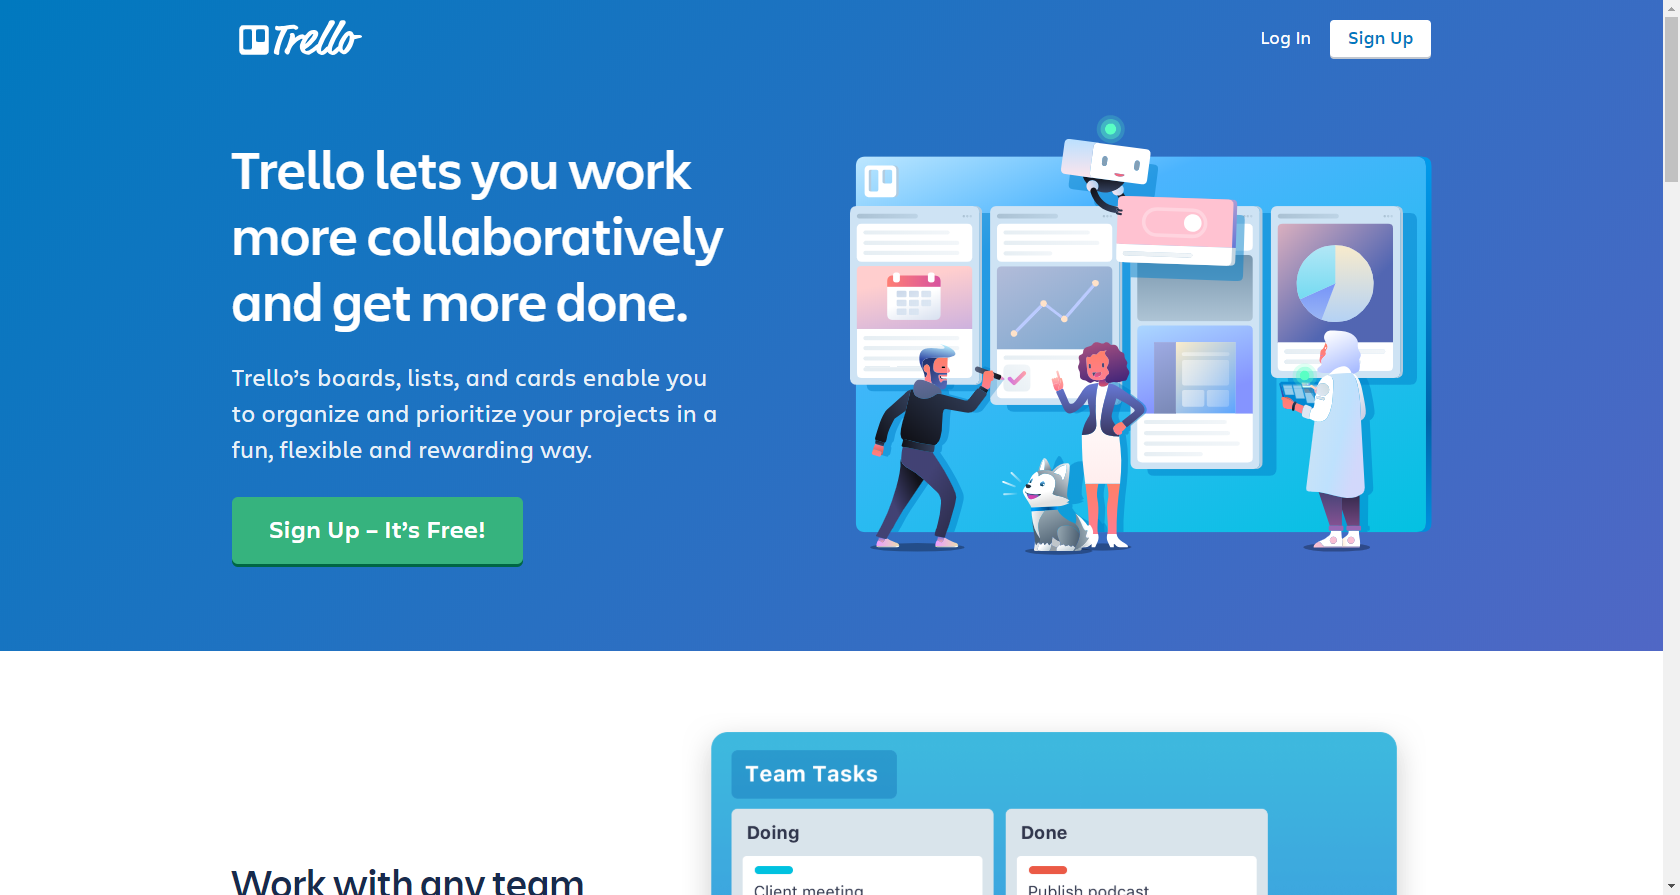 Trello
Log In
Sign Up
Trello lets you work
more collaboratively
and get more done.
Trello’s boards, lists, and cards enable you
to organize and prioritize your projects in a
fun, flexible and rewarding way.
Sign Up – It’s Free!
Team Tasks
Doing
Done
Client meeting
Publish podcast
Work with any team